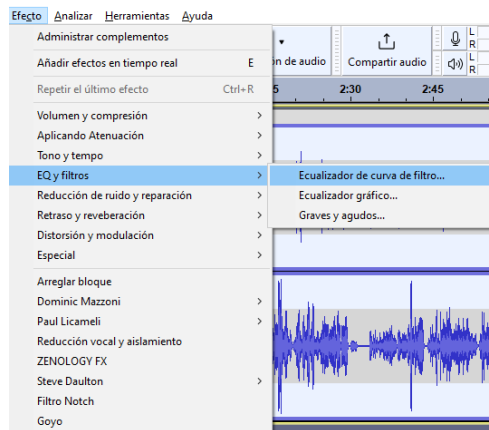 Efecto Analizar Herramientas Ayuda
Administrar complementos
Añadir efectos en tiempo real E
Repetir el último efecto Ctrl+R
Volumen y compresión >
Aplicando Atenuación >
Tono y tempo >
EQ y filtros >
Reducción de ruido y reparación >
Retraso y reveberación >
Distorsión y modulación >
Especial >
Arreglar bloque
Dominic Mazzoni >
Paul Licameli >
Reducción vocal y aislamiento
ZENOLOGY FX
Steve Daulton >
Filtro Notch
Goyo
Ecualizador de curva de filtro...
Ecualizador gráfico...
Graves y agudos...
n de audio Compartir audio
L
R
L
R
5 2:30 2:45